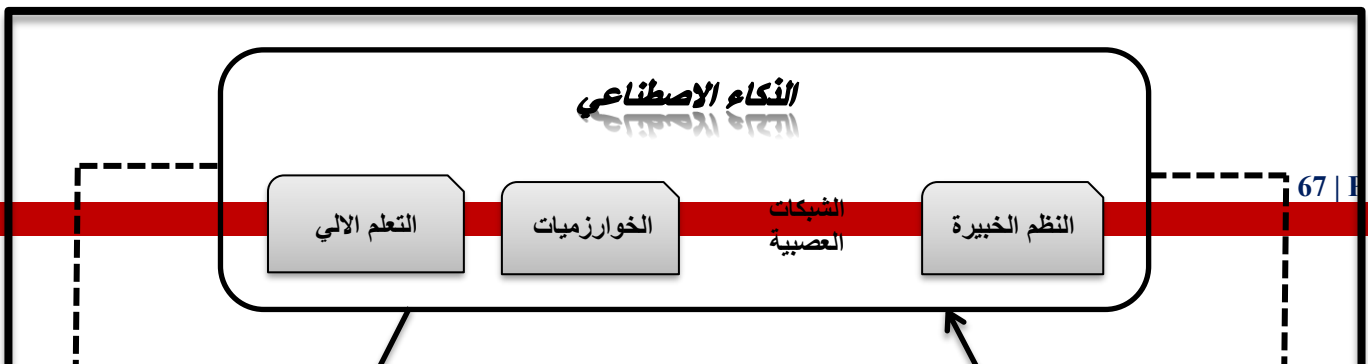 الذكاء الاصطناعي
67 |
النظم الخبيرة
الشبكات
العصبية
الخوارزميات
التعلم الالي